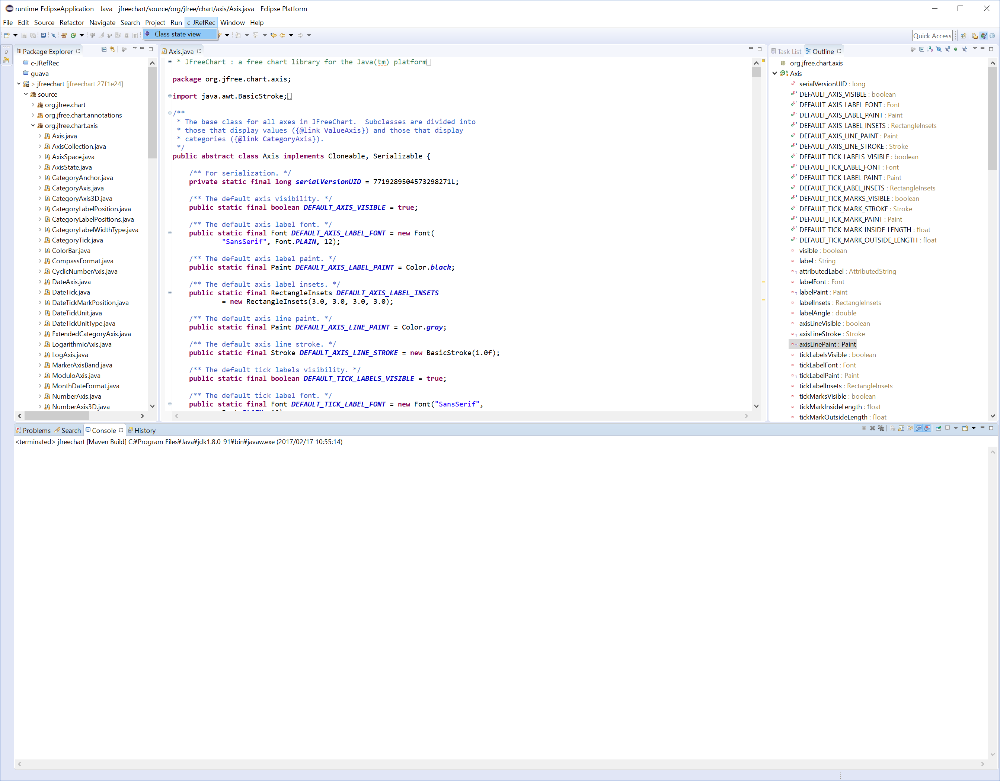 runtime-EclipseApplication - Java - jfreechart/source/org/jfree/chart/axis/Axis.java - Eclipse Platform
File Edit Source Refactor Navigate Search Project Run c-JRefRec Window Help
Class state view
Quick Access
Package Explorer
c-JRefRec
guava
> jfreechart [jfreechart 27f1e24]
source
org.jfree.chart
org.jfree.chart.annotations
org.jfree.chart.axis
Axis.java
AxisCollection.java
AxisSpace.java
AxisState.java
CategoryAnchor.java
CategoryAxis.java
CategoryAxis3D.java
CategoryLabelPosition.java
CategoryLabelPositions.java
CategoryLabelWidthType.java
CategoryTick.java
ColorBar.java
CompassFormat.java
CyclicNumberAxis.java
DateAxis.java
DateTick.java
DateTickMarkPosition.java
DateTickUnit.java
DateTickUnitType.java
ExtendedCategoryAxis.java
LogarithmicAxis.java
LogAxis.java
MarkerAxisBand.java
ModuloAxis.java
MonthDateFormat.java
NumberAxis.java
NumberAxis3D.java
Axis.java
* JFreeChart : a free chart library for the Java(tm) platform
package org.jfree.chart.axis;
import java.awt.BasicStroke;
/**
* The base class for all axes in JFreeChart.  Subclasses are divided into
* those that display values ({@link ValueAxis}) and those that display
* categories ({@link CategoryAxis}).
*/
public abstract class Axis implements Cloneable, Serializable {
/** For serialization. */
private static final long serialVersionUID = 7719289504573298271L;
/** The default axis visibility. */
public static final boolean DEFAULT_AXIS_VISIBLE = true;
/** The default axis label font. */
public static final Font DEFAULT_AXIS_LABEL_FONT = new Font(
"SansSerif", Font.PLAIN, 12);
/** The default axis label paint. */
public static final Paint DEFAULT_AXIS_LABEL_PAINT = Color.black;
/** The default axis label insets. */
public static final RectangleInsets DEFAULT_AXIS_LABEL_INSETS
= new RectangleInsets(3.0, 3.0, 3.0, 3.0);
/** The default axis line paint. */
public static final Paint DEFAULT_AXIS_LINE_PAINT = Color.gray;
/** The default axis line stroke. */
public static final Stroke DEFAULT_AXIS_LINE_STROKE = new BasicStroke(1.0f);
/** The default tick labels visibility. */
public static final boolean DEFAULT_TICK_LABELS_VISIBLE = true;
/** The default tick label font. */
public static final Font DEFAULT_TICK_LABEL_FONT = new Font("SansSerif",
Task List Outline
org.jfree.chart.axis
Axis
serialVersionUID : long
DEFAULT_AXIS_VISIBLE : boolean
DEFAULT_AXIS_LABEL_FONT : Font
DEFAULT_AXIS_LABEL_PAINT : Paint
DEFAULT_AXIS_LABEL_INSETS : RectangleInsets
DEFAULT_AXIS_LINE_PAINT : Paint
DEFAULT_AXIS_LINE_STROKE : Stroke
DEFAULT_TICK_LABELS_VISIBLE : boolean
DEFAULT_TICK_LABEL_FONT : Font
DEFAULT_TICK_LABEL_PAINT : Paint
DEFAULT_TICK_LABEL_INSETS : RectangleInsets
DEFAULT_TICK_MARKS_VISIBLE : boolean
DEFAULT_TICK_MARK_STROKE : Stroke
DEFAULT_TICK_MARK_PAINT : Paint
DEFAULT_TICK_MARK_INSIDE_LENGTH : float
DEFAULT_TICK_MARK_OUTSIDE_LENGTH : float
visible : boolean
label : String
attributedLabel : AttributedString
labelFont : Font
labelPaint : Paint
labelInsets : RectangleInsets
labelAngle : double
axisLineVisible : boolean
axisLineStroke : Stroke
axisLinePaint : Paint
tickLabelsVisible : boolean
tickLabelFont : Font
tickLabelPaint : Paint
tickLabelInsets : RectangleInsets
tickMarksVisible : boolean
tickMarkInsideLength : float
tickMarkOutsideLength : float
Problems Search Console History
<terminated> jfreechart [Maven Build] C:¥Program Files¥Java¥jdk1.8.0_91¥bin¥javaw.exe (2017/02/17 10:55:14)